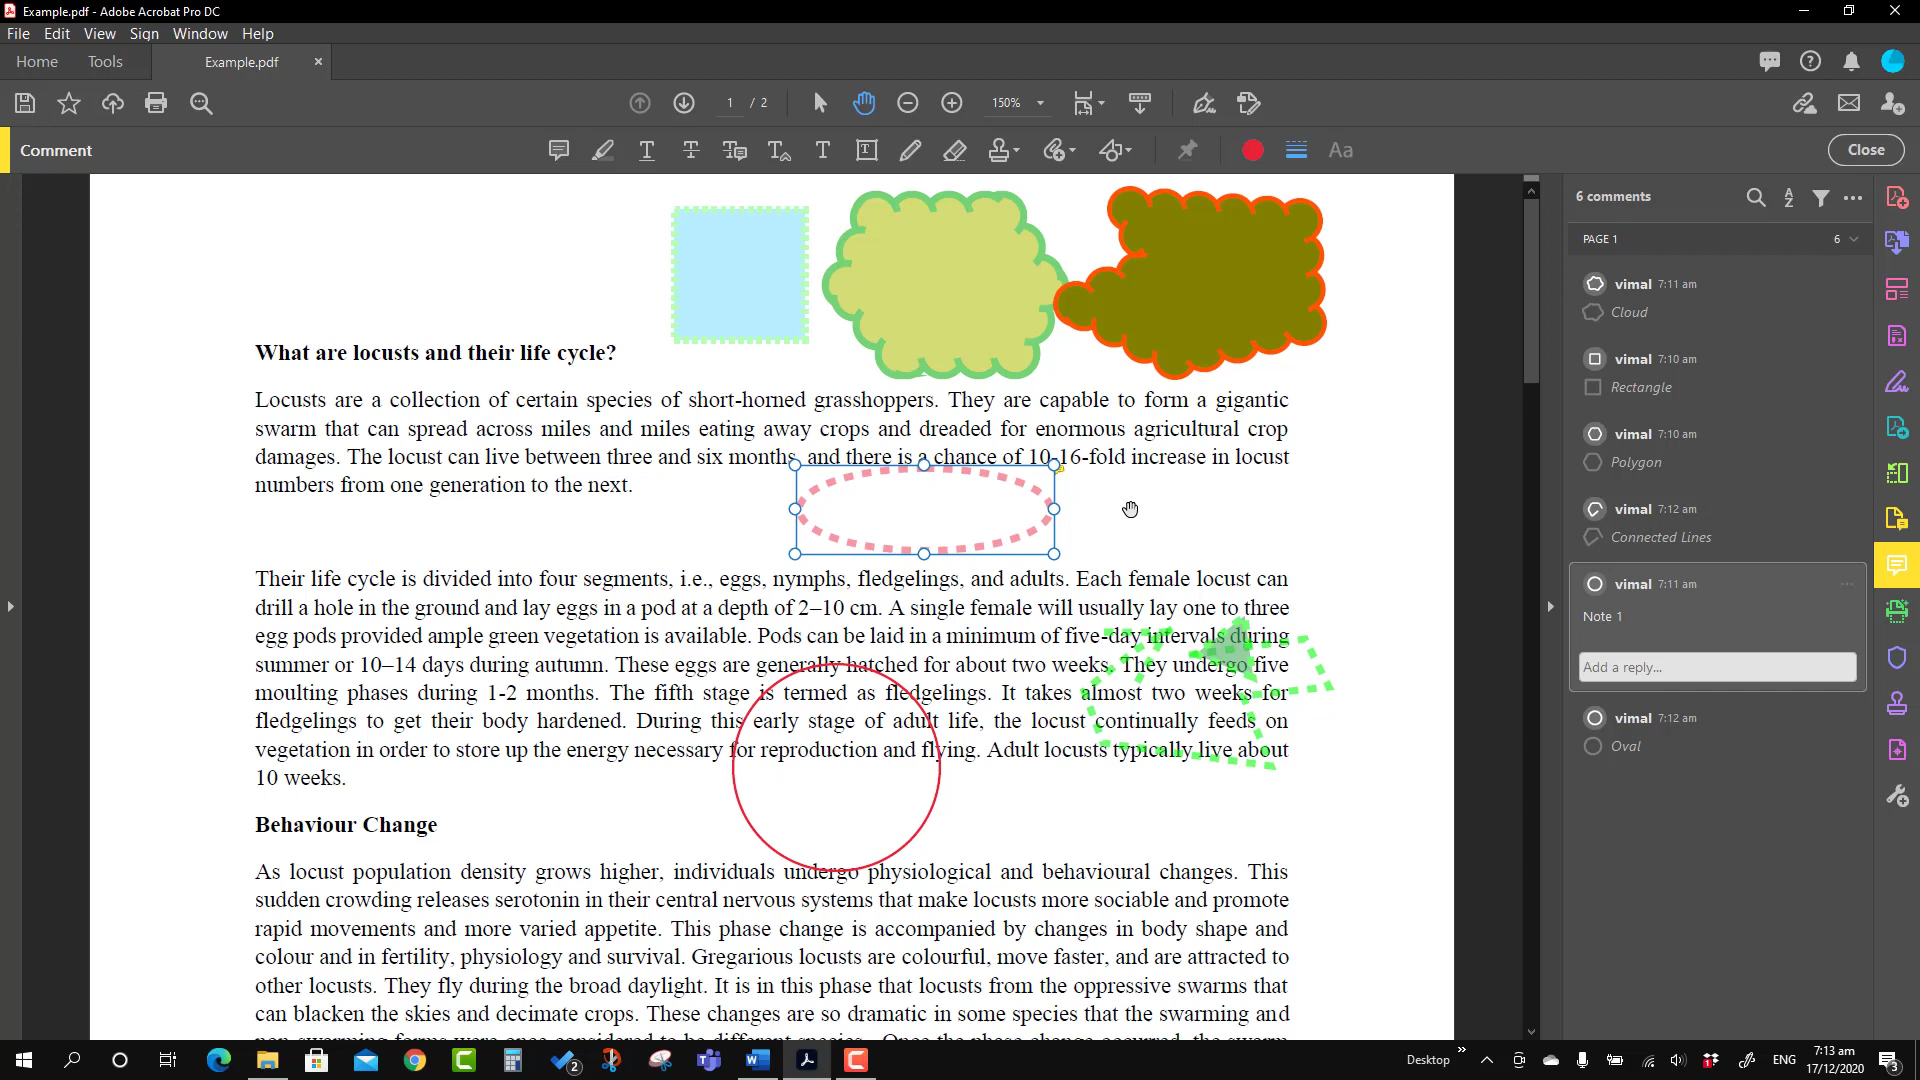 Example.pdf - Adobe Acrobat Pro DC
File Edit View Sign Window Help
Home Tools Example.pdf
1 / 2 150%
Comment
Aa
Close
6 comments
PAGE 1 6
vimal 7:11 am
Cloud
vimal 7:10 am
Rectangle
vimal 7:10 am
Polygon
vimal 7:12 am
Connected Lines
vimal 7:11 am
Note 1
Add a reply...
vimal 7:12 am
Oval
What are locusts and their life cycle?
Locusts are a collection of certain species of short-horned grasshoppers. They are capable to form a gigantic
swarm that can spread across miles and miles eating away crops and dreaded for enormous agricultural crop
damages. The locust can live between three and six months, and there is a chance of 10-16-fold increase in locust
numbers from one generation to the next.
Their life cycle is divided into four segments, i.e., eggs, nymphs, fledgelings, and adults. Each female locust can
drill a hole in the ground and lay eggs in a pod at a depth of 2–10 cm. A single female will usually lay one to three
egg pods provided ample green vegetation is available. Pods can be laid in a minimum of five-day intervals during
summer or 10–14 days during autumn. These eggs are generally hatched for about two weeks. They undergo five
moulting phases during 1-2 months. The fifth stage is termed as fledgelings. It takes almost two weeks for
fledgelings to get their body hardened. During this early stage of adult life, the locust continually feeds on
vegetation in order to store up the energy necessary for reproduction and flying. Adult locusts typically live about
10 weeks.
Behaviour Change
As locust population density grows higher, individuals undergo physiological and behavioural changes. This
sudden crowding releases serotonin in their central nervous systems that make locusts more sociable and promote
rapid movements and more varied appetite. This phase change is accompanied by changes in body shape and
colour and in fertility, physiology and survival. Gregarious locusts are colourful, move faster, and are attracted to
other locusts. They fly during the broad daylight. It is in this phase that locusts from the oppressive swarms that
can blacken the skies and decimate crops. These changes are so dramatic in some species that the swarming and
Desktop ENG 7:13 am
17/12/2020
2
3